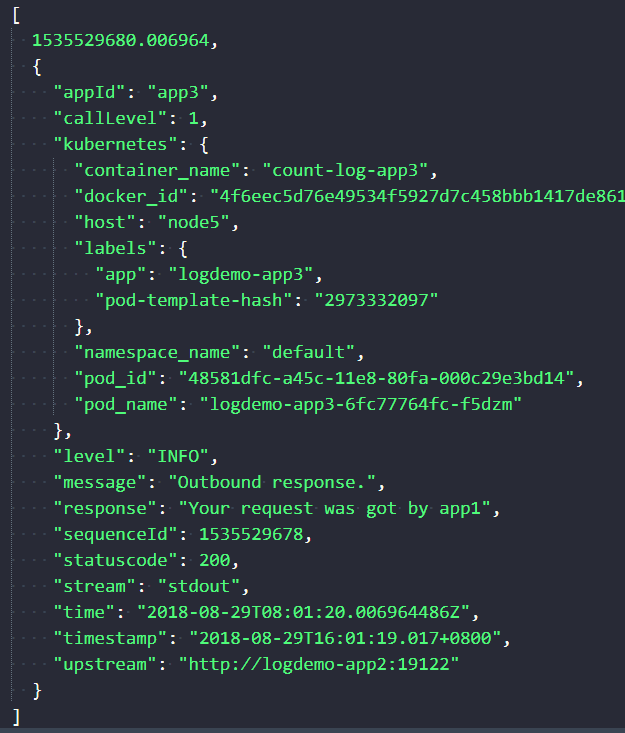 [
  1535529680.006964,
  {
    "appId": "app3",
    "callLevel": 1,
    "kubernetes": {
      "container_name": "count-log-app3",
      "docker_id": "4f6eec5d76e49534f5927d7c458bbb1417de861
      "host": "node5",
      "labels": {
        "app": "logdemo-app3",
        "pod-template-hash": "2973332097"
      },
      "namespace_name": "default",
      "pod_id": "48581dfc-a45c-11e8-80fa-000c29e3bd14",
      "pod_name": "logdemo-app3-6fc77764fc-f5dzm"
    },
    "level": "INFO",
    "message": "Outbound response.",
    "response": "Your request was got by app1",
    "sequenceId": 1535529678,
    "statuscode": 200,
    "stream": "stdout",
    "time": "2018-08-29T08:01:20.006964486Z",
    "timestamp": "2018-08-29T16:01:19.017+0800",
    "upstream": "http://logdemo-app2:19122"
  }
]